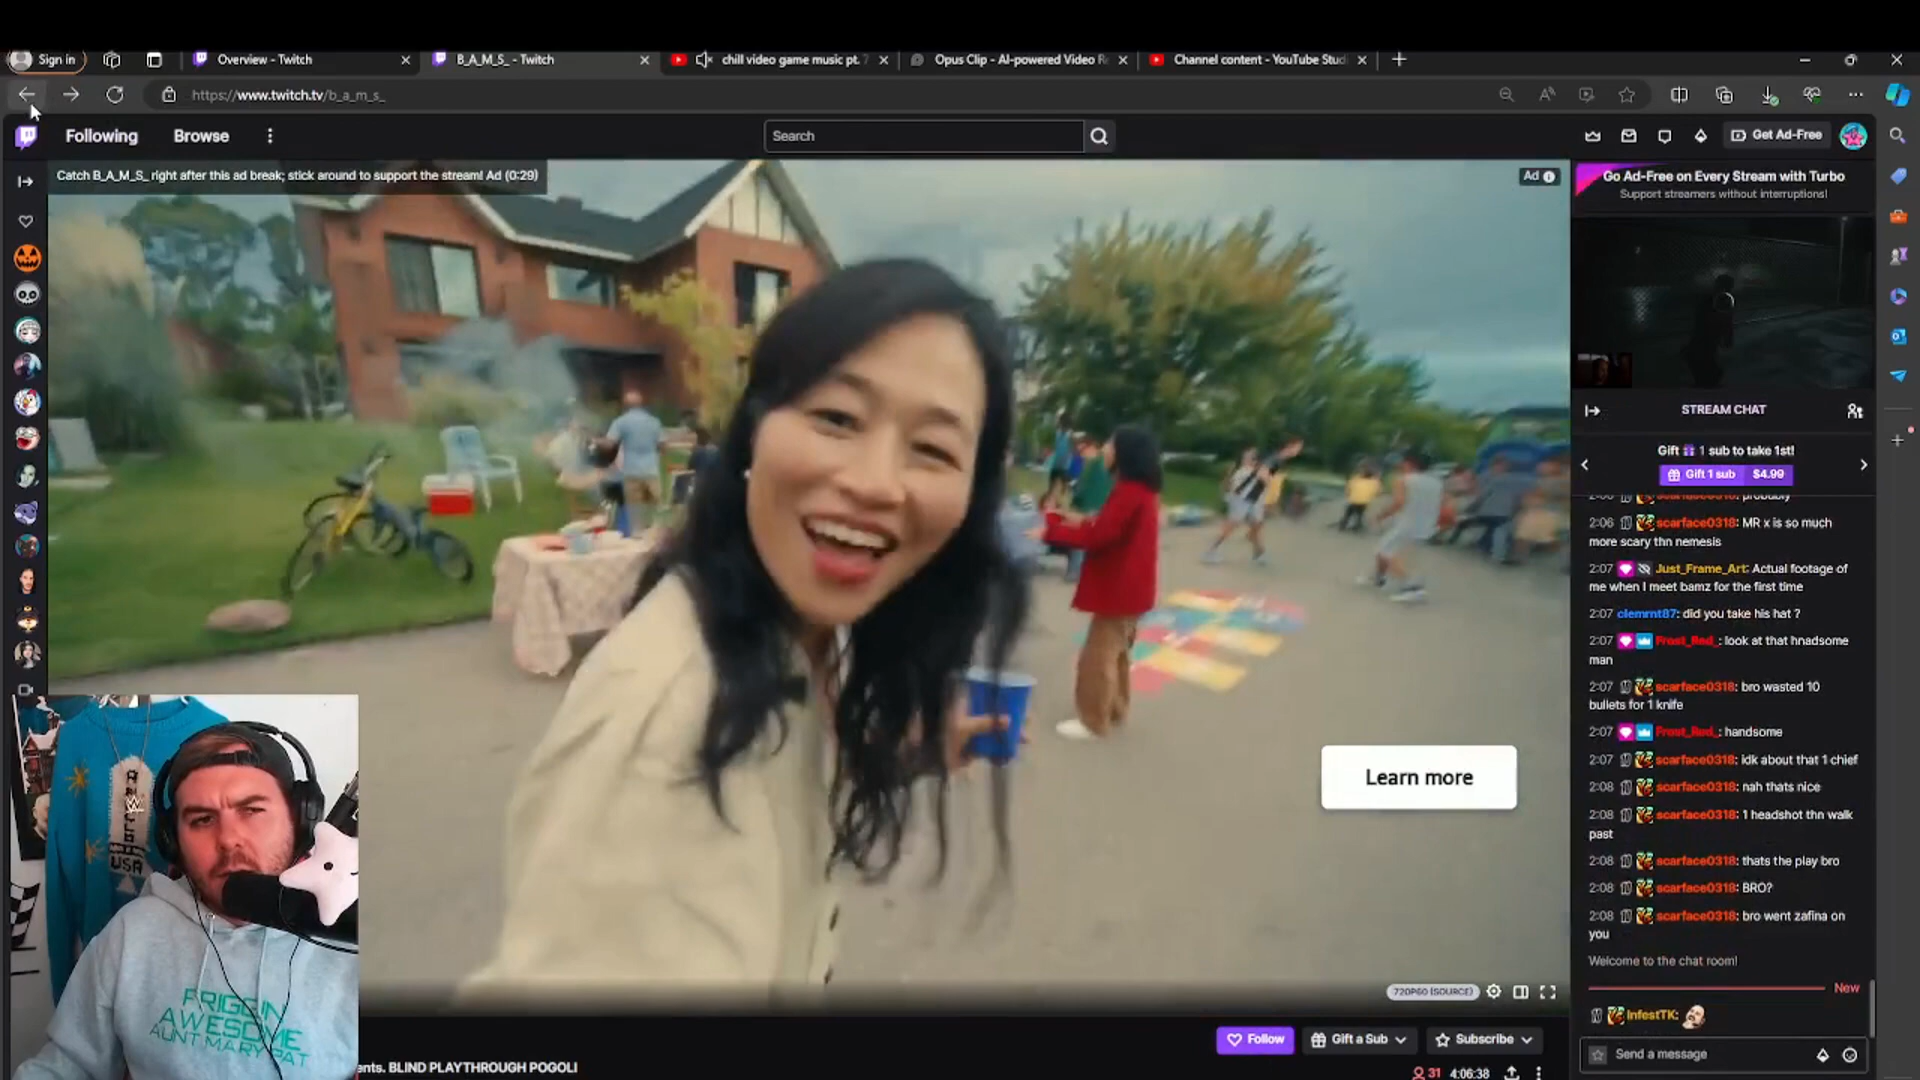 Sign in
Overview - Twitch
B_A_M_S_ - Twitch
chill video game music pt. 7
Opus Clip - AI-powered Video R
Channel content - YouTube Studi
https://www.twitch.tv/b_a_m_s_
Following
Browse
Search
Get Ad-Free
Catch B_A_M_S_ right after this ad break; stick around to support the stream! Ad (0:29)
Ad
Go Ad-Free on Every Stream with Turbo
Support streamers without interruptions!
STREAM CHAT
Gift 1 sub to take 1st!
Gift 1 sub $4.99
2:06 scarface0318: probably
2:06 scarface0318: MR x is so much
more scary thn nemesis
2:07 Just_Frame_Art: Actual footage of
me when I meet bamz for the first time
2:07 clemrnt87: did you take his hat ?
2:07 Frost_Red_: look at that hnadsome
man
2:07 scarface0318: bro wasted 10
bullets for 1 knife
2:07 Frost_Red_: handsome
2:07 scarface0318: idk about that 1 chief
2:08 scarface0318: nah thats nice
2:08 scarface0318: 1 headshot thn walk
past
2:08 scarface0318: thats the play bro
2:08 scarface0318: BRO?
2:08 scarface0318: bro went zafina on
you
Welcome to the chat room!
New
InfestTK:
Send a message
Learn more
720P60 (SOURCE)
Follow
Gift a Sub
Subscribe
ents. BLIND PLAYTHROUGH POGOLI
31
4:06:38
USA
FRIGGIN
AWESOME
AUNT MARY PAT